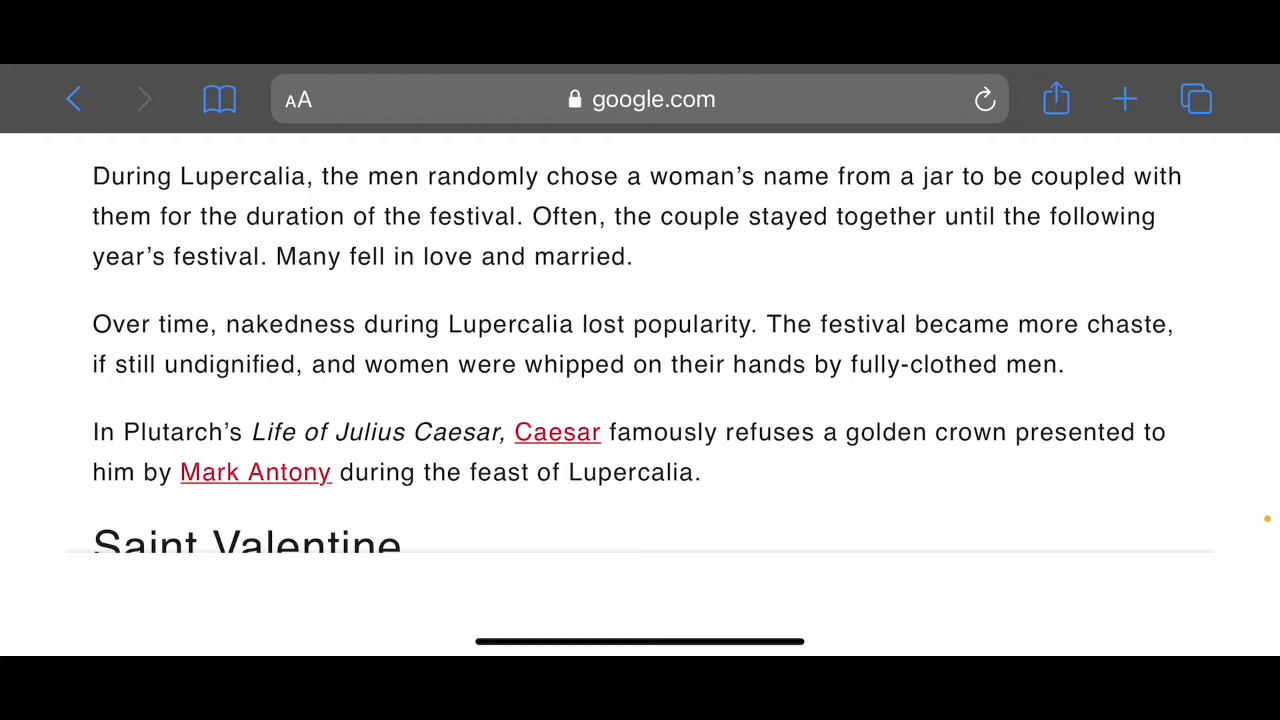 AA google.com
During Lupercalia, the men randomly chose a woman’s name from a jar to be coupled with
them for the duration of the festival. Often, the couple stayed together until the following
year’s festival. Many fell in love and married.
Over time, nakedness during Lupercalia lost popularity. The festival became more chaste,
if still undignified, and women were whipped on their hands by fully-clothed men.
In Plutarch’s Life of Julius Caesar, Caesar famously refuses a golden crown presented to
him by Mark Antony during the feast of Lupercalia.
Saint Valentine